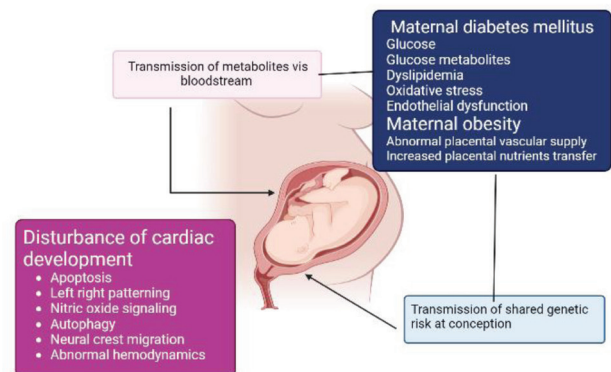 Transmission of metabolites vis
bloodstream
Maternal diabetes mellitus
Glucose
Glucose metabolites
Dyslipidemia
Oxidative stress
Endothelial dysfunction
Maternal obesity
Abnormal placental vascular supply
Increased placental nutrients transfer
Disturbance of cardiac
development
• Apoptosis
• Left right patterning
• Nitric oxide signaling
• Autophagy
• Neural crest migration
• Abnormal hemodynamics
Transmission of shared genetic
risk at conception